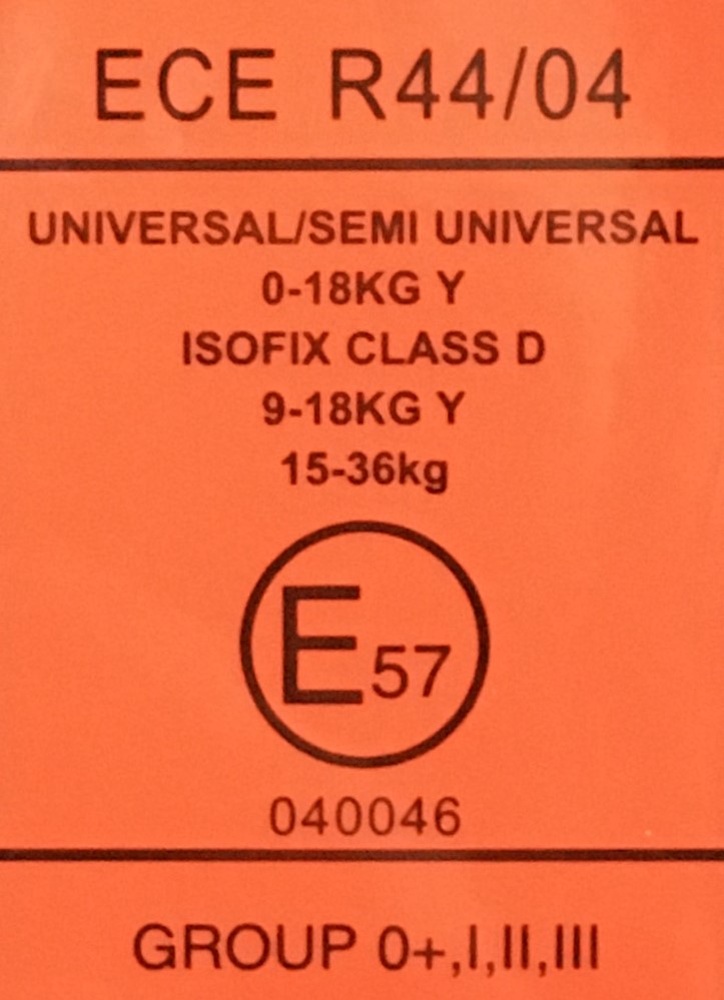 ECE R44/04
UNIVERSAL/SEMI UNIVERSAL
0-18KG Y
ISOFIX CLASS D
9-18KG Y
15-36kg
E57
040046
GROUP 0+,I,II,III